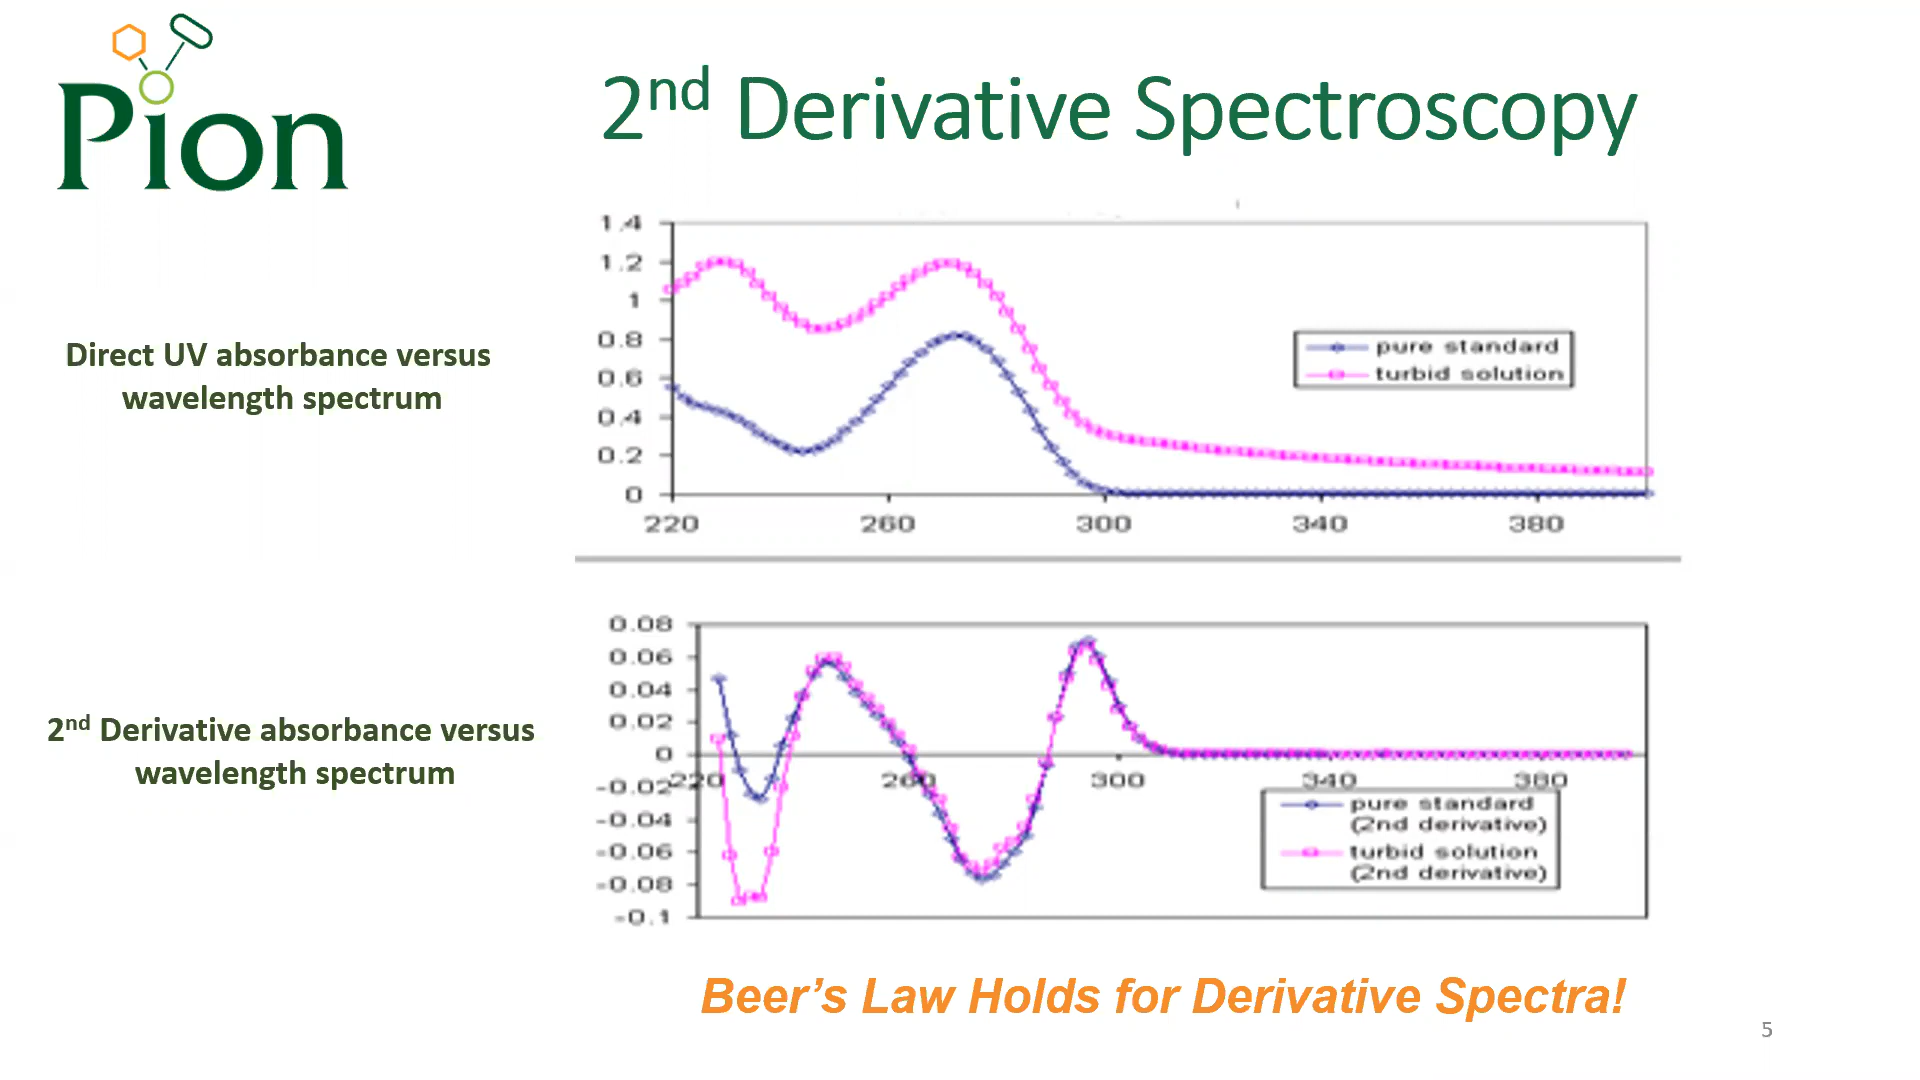 Pion
2nd Derivative Spectroscopy
Direct UV absorbance versus
wavelength spectrum
1.4
1.2
1
0.8
0.6
0.4
0.2
0
220 260 300 340 380
pure standard
turbid solution
2nd Derivative absorbance versus
wavelength spectrum
0.08
0.06
0.04
0.02
0
-0.02
-0.04
-0.06
-0.08
-0.1
220 260 300 340 380
pure standard
(2nd derivative)
turbid solution
(2nd derivative)
Beer’s Law Holds for Derivative Spectra!
5